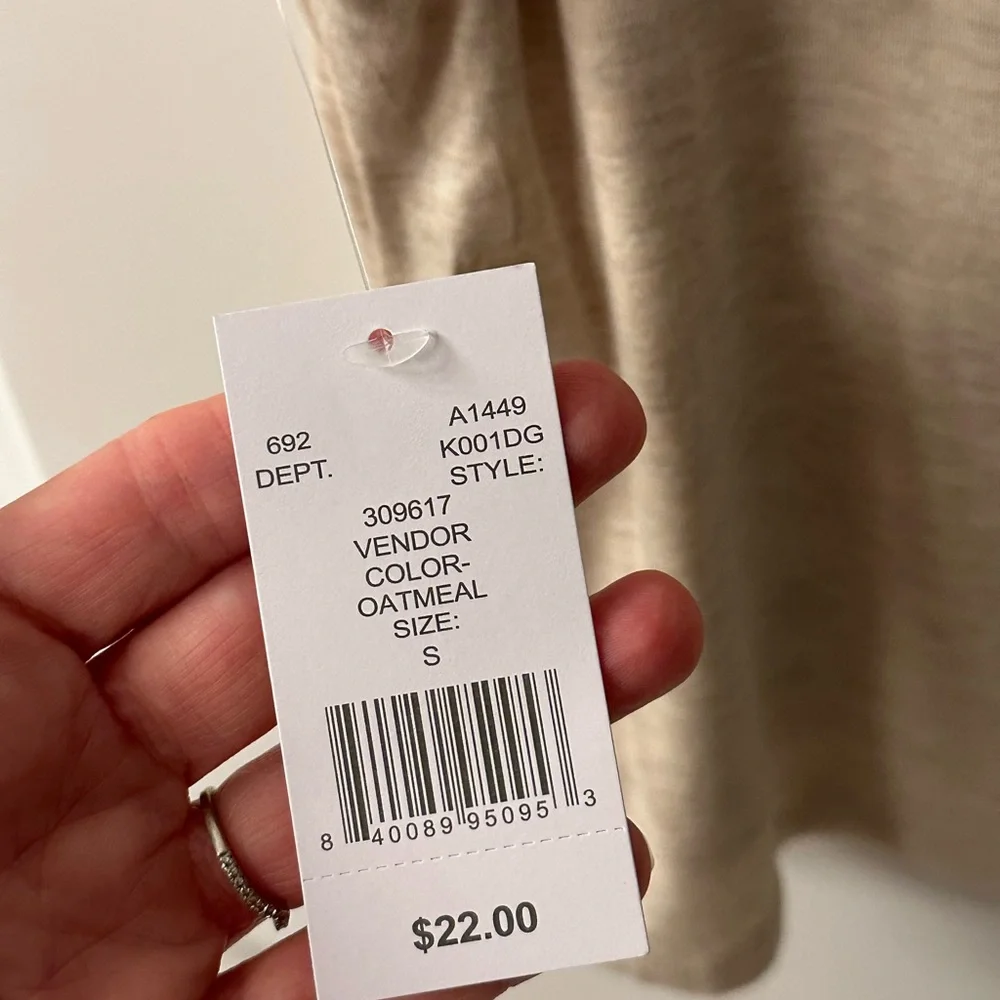 692
DEPT.
A1449
K001DG
STYLE:
309617
VENDOR
COLOR-
OATMEAL
SIZE:
S
8 40089 95095 3
$22.00